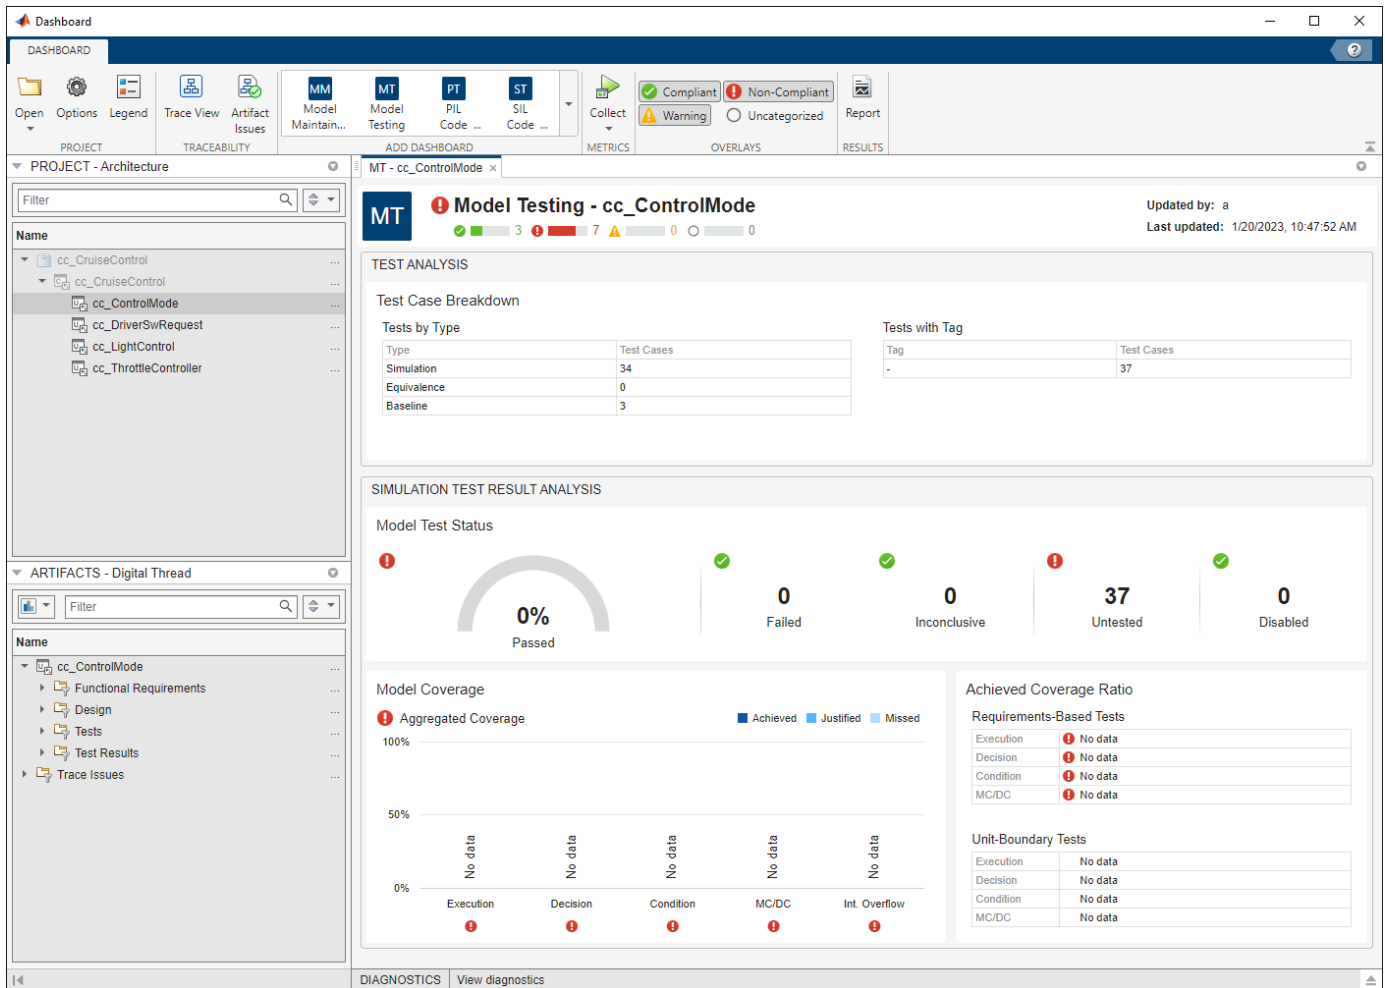 Dashboard
DASHBOARD
?
Open
Options
Legend
Trace View
Artifact
Issues
MM
Model
Maintain...
MT
Model
Testing
PT
PIL
Code ...
ST
SIL
Code ...
Collect
Compliant
Non-Compliant
Warning
Uncategorized
Report
PROJECT
TRACEABILITY
ADD DASHBOARD
METRICS
OVERLAYS
RESULTS
PROJECT - Architecture
Filter
Name
cc_CruiseControl ...
cc_CruiseControl ...
cc_ControlMode ...
cc_DriverSwRequest ...
cc_LightControl ...
cc_ThrottleController ...
ARTIFACTS - Digital Thread
Filter
Name
cc_ControlMode ...
Functional Requirements ...
Design ...
Tests ...
Test Results ...
Trace Issues ...
MT - cc_ControlMode
MT
Model Testing - cc_ControlMode
3 7 0 0
Updated by: a
Last updated: 1/20/2023, 10:47:52 AM
TEST ANALYSIS
Test Case Breakdown
Tests by Type
Type Test Cases
Simulation 34
Equivalence 0
Baseline 3
Tests with Tag
Tag Test Cases
- 37
SIMULATION TEST RESULT ANALYSIS
Model Test Status
0%
Passed
0
Failed
0
Inconclusive
37
Untested
0
Disabled
Model Coverage
Aggregated Coverage
Achieved Justified Missed
100%
50%
0%
No data No data No data No data No data
Execution Decision Condition MC/DC Int. Overflow
Achieved Coverage Ratio
Requirements-Based Tests
Execution No data
Decision No data
Condition No data
MC/DC No data
Unit-Boundary Tests
Execution No data
Decision No data
Condition No data
MC/DC No data
DIAGNOSTICS View diagnostics